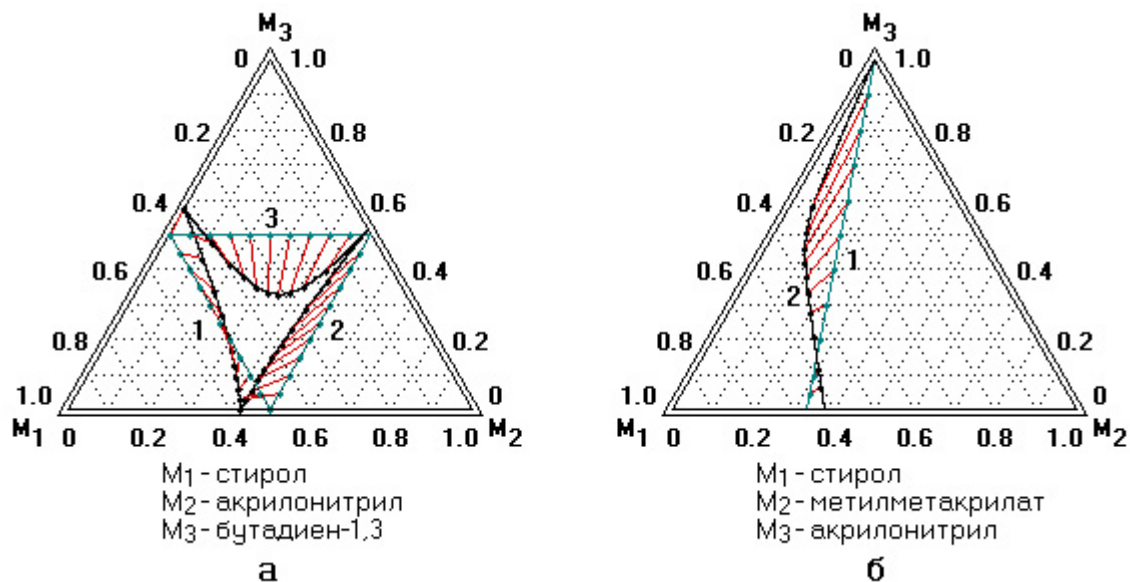 M3
0 1.0
0.2 0.8
0.4 3 0.6
0.6 0.4
1 2
0.8 0.2
1.0 0
M1 0 0.2 0.4 0.6 0.8 1.0 M2
M1 - стирол
M2 - акрилонитрил
M3 - бутадиен-1,3
а
M3
0 1.0
0.2 0.8
0.4 0.6
1
0.6 0.4
2
0.8 0.2
1.0 0
M1 0 0.2 0.4 0.6 0.8 1.0 M2
M1 - стирол
M2 - метилметакрилат
M3 - акрилонитрил
б